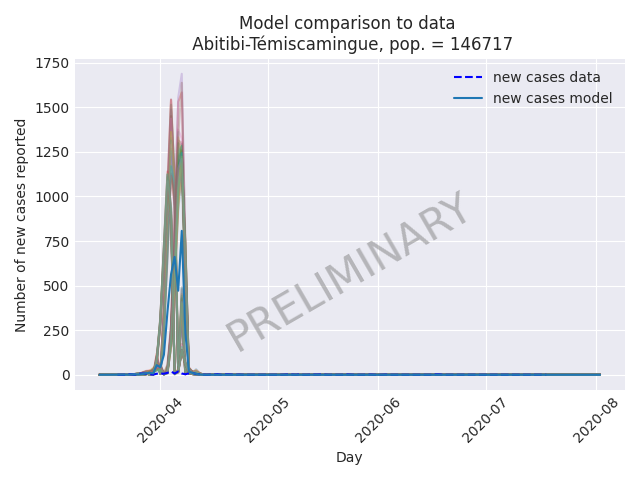 Model comparison to data
Abitibi-Témiscamingue, pop. = 146717
new cases data
new cases model
Number of new cases reported
1750
1500
1250
1000
750
500
250
0
PRELIMINARY
2020-04
2020-05
2020-06
2020-07
2020-08
Day